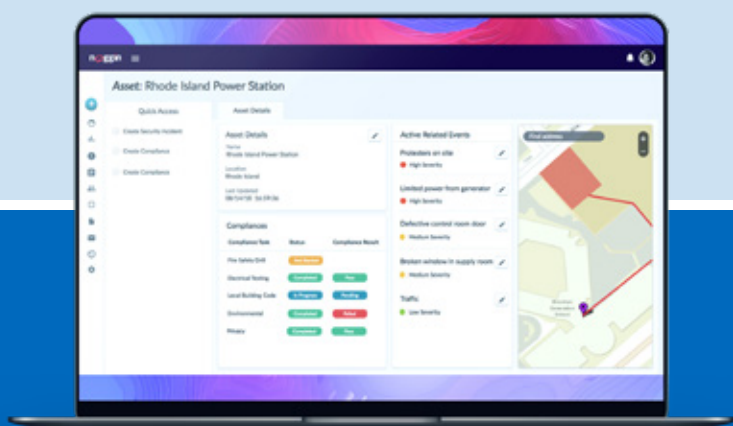 Asset: Rhode Island Power Station
Quick Access
Asset Details
Create Security Incident
Create Compliance
Create Compliance
Asset Details
Name
Rhode Island Power Station
Location
Rhode Island
Last Updated
Compliances
Compliance Task Status Compliance Result
Fire Safety Drill Not Started
Electrical Testing Completed Pass
Local Building Code In Progress Pending
Environmental Completed Failed
Privacy Completed Pass
Active Related Events
Protesters on site
High Severity
Limited power from generator
High Severity
Defective control room door
Medium Severity
Broken window in supply room
Medium Severity
Traffic
Low Severity
Find address